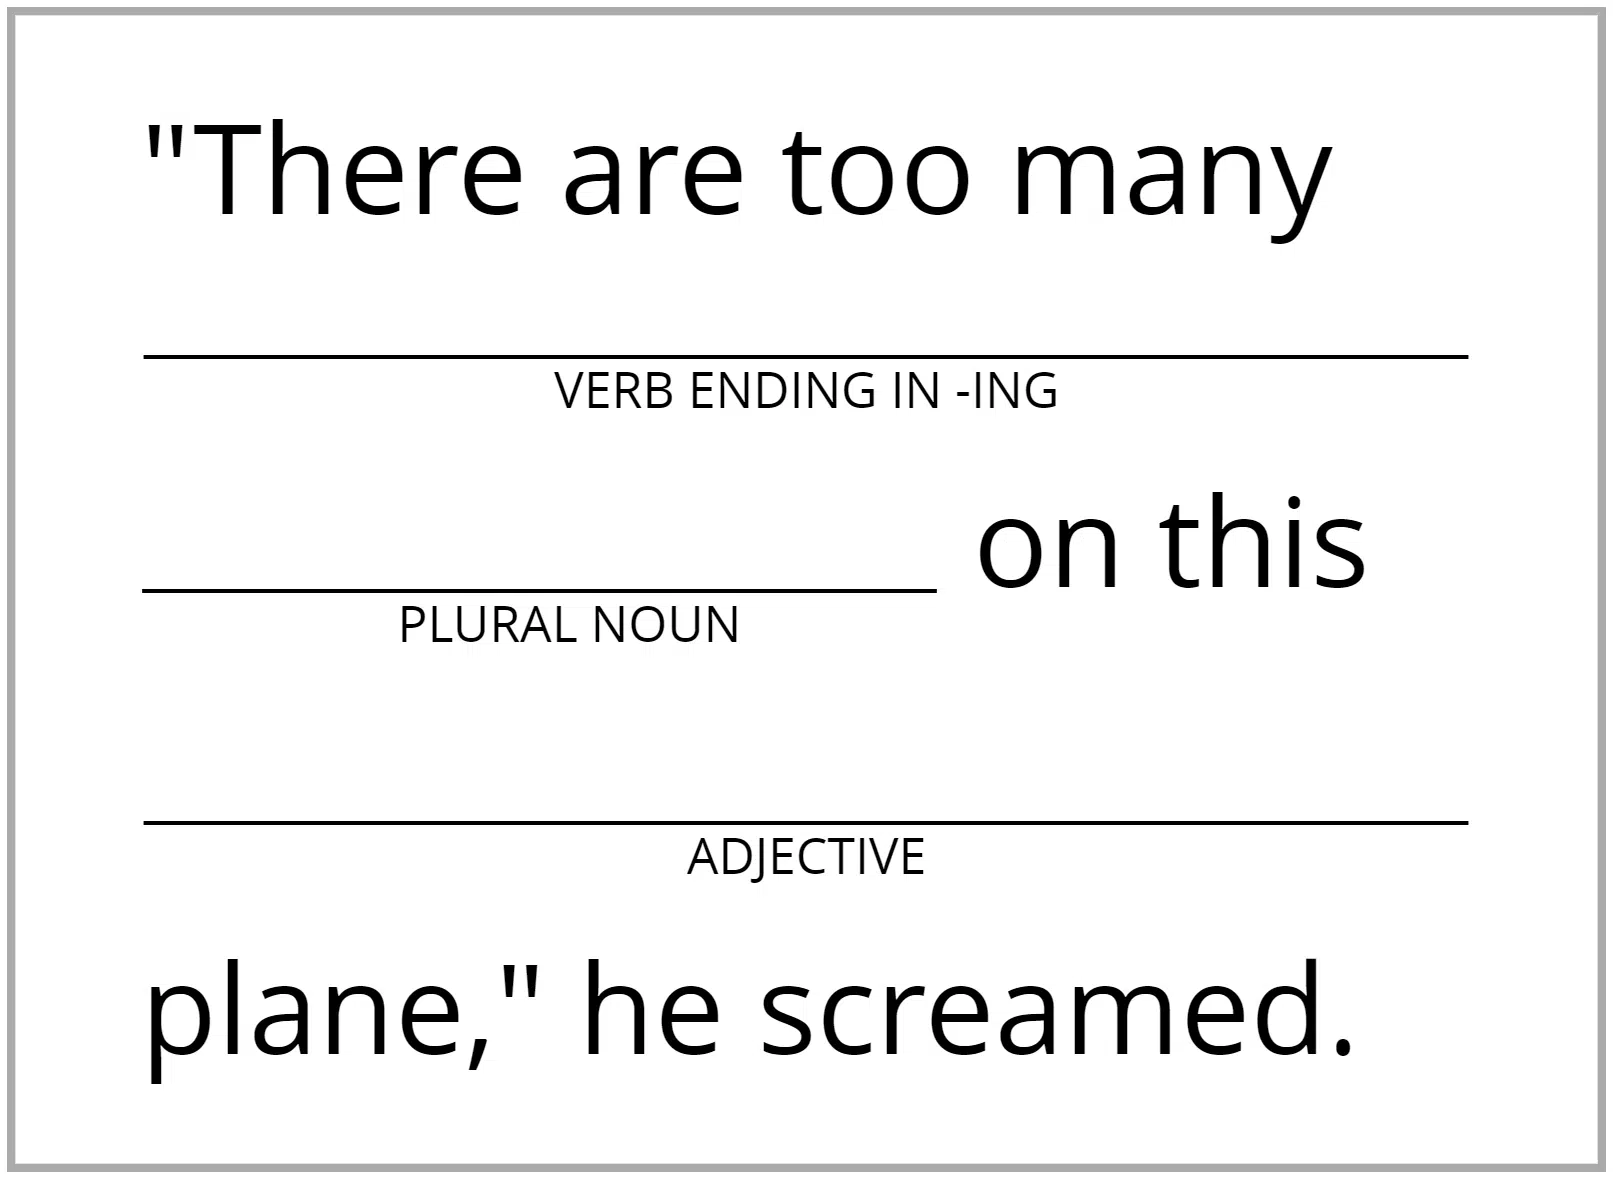 "There are too many
VERB ENDING IN -ING
on this
PLURAL NOUN
ADJECTIVE
plane," he screamed.